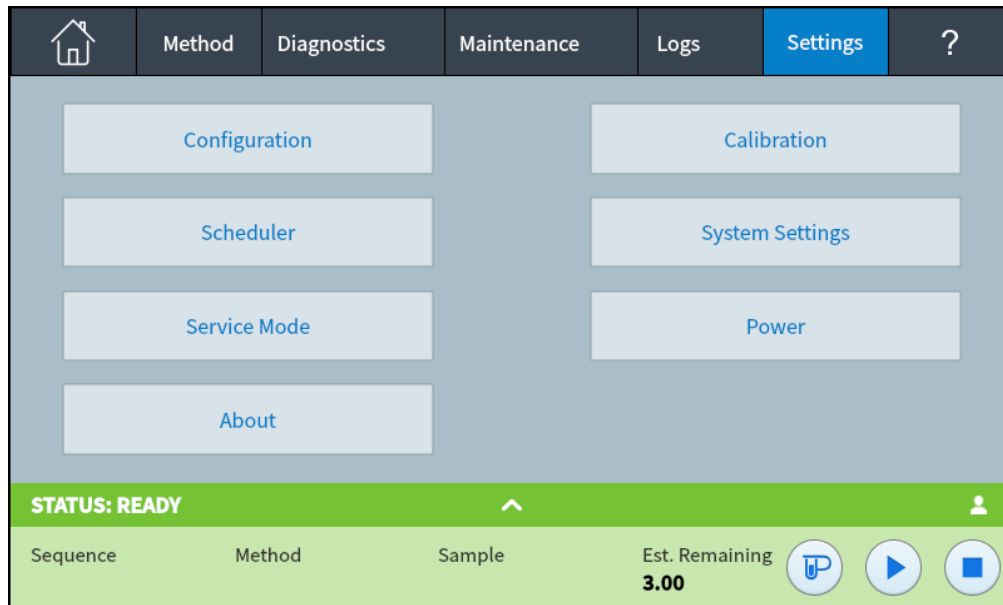 Method Diagnostics Maintenance Logs Settings ?
Configuration Calibration
Scheduler System Settings
Service Mode Power
About
STATUS: READY
Sequence Method Sample Est. Remaining
3.00